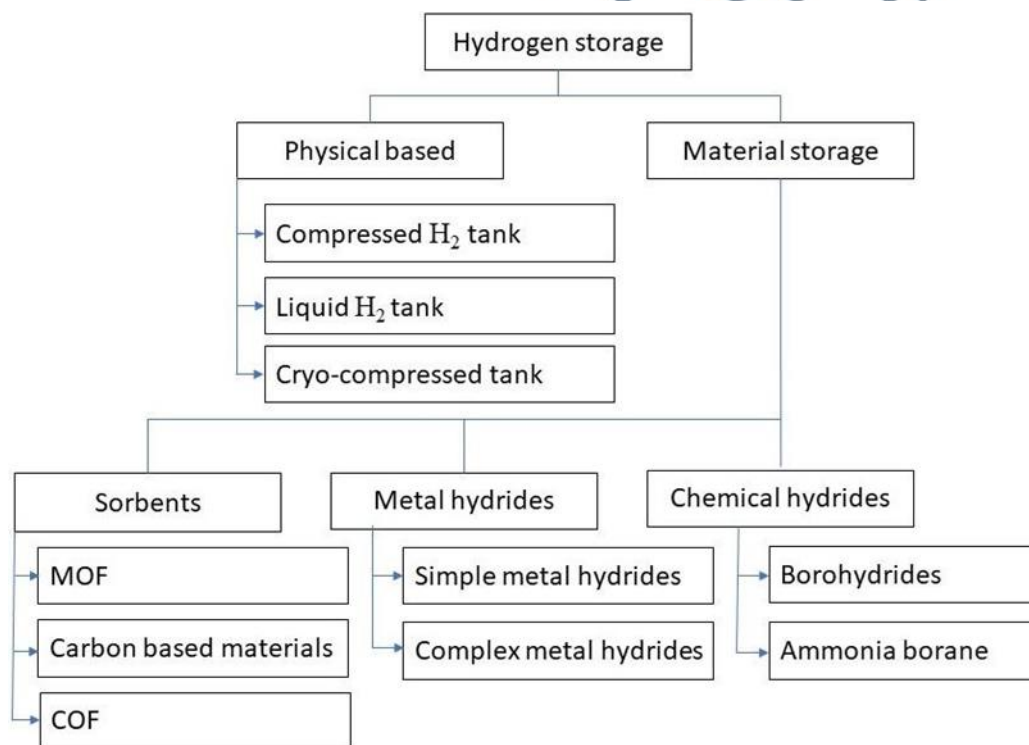 Hydrogen storage
Physical based
Material storage
Compressed H₂ tank
Liquid H₂ tank
Cryo-compressed tank
Sorbents
Metal hydrides
Chemical hydrides
MOF
Simple metal hydrides
Borohydrides
Carbon based materials
Complex metal hydrides
Ammonia borane
COF